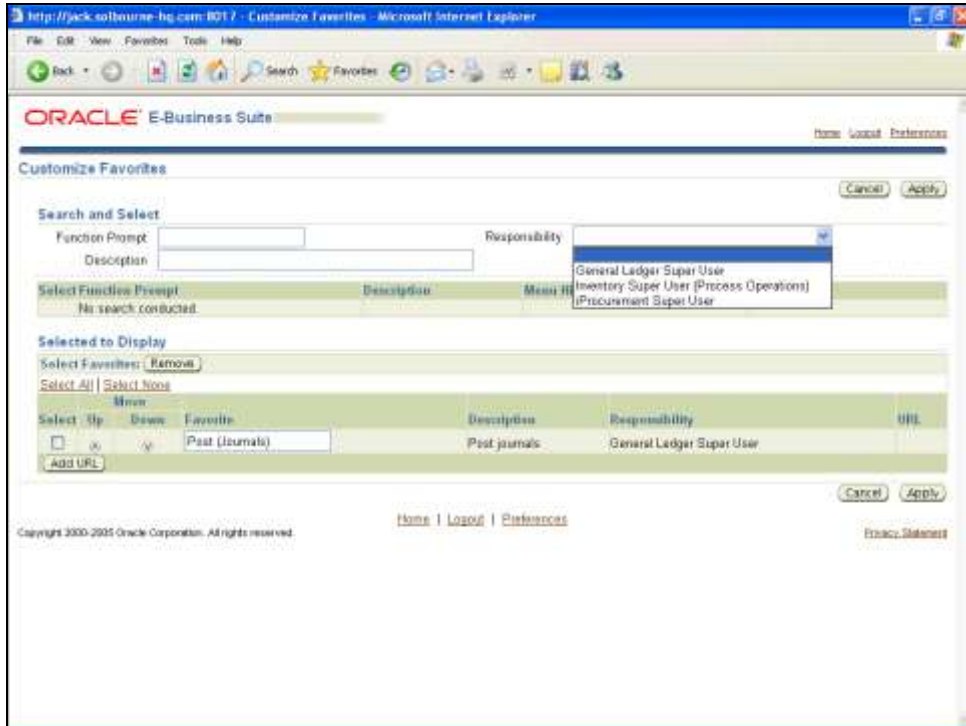 http://jack.solbourne-hq.com:8017 - Customize Favorites - Microsoft Internet Explorer
File Edit View Favorites Tools Help
Back Search Favorites
ORACLE E-Business Suite
Home Logout Preferences
Customize Favorites
Cancel Apply
Search and Select
Function Prompt Responsibility
Description
General Ledger Super User
Inventory Super User (Process Operations)
iProcurement Super User
Select Function Prompt Description Menu
No search conducted.
Selected to Display
Select Favorites: Remove
Select All | Select None
Move
Select Up Down Favorite Description Responsibility URL
Post (Journals) Post journals General Ledger Super User
Add URL
Cancel Apply
Home | Logout | Preferences
Copyright 2000-2005 Oracle Corporation. All rights reserved.
Privacy Statement